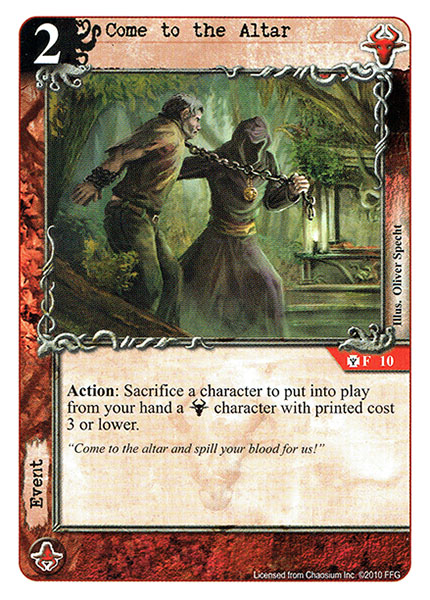 2
Come to the Altar
Illus. Oliver Specht
F 10
Action: Sacrifice a character to put into play
from your hand a character with printed cost
3 or lower.
"Come to the altar and spill your blood for us!"
Event
Licensed from Chaosium Inc. ©2010 FFG